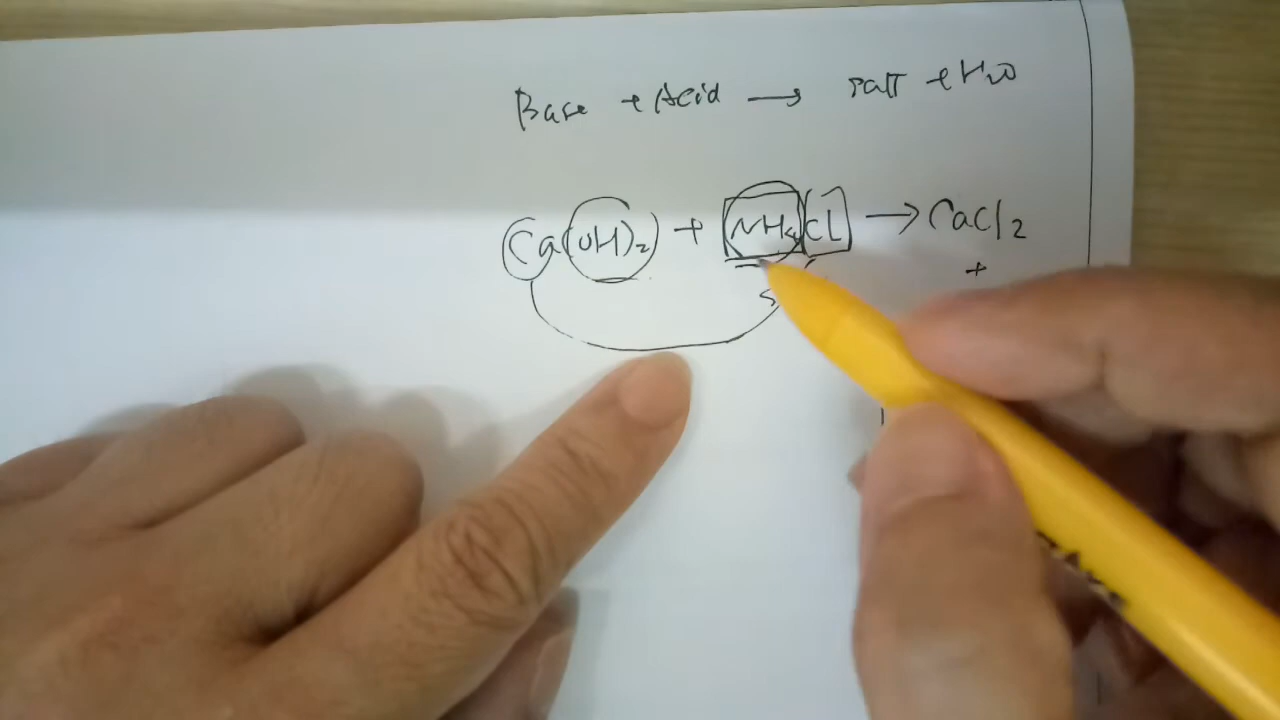 Base + Acid → salt + H2O
Ca(OH)2 + NH4Cl → CaCl2
+